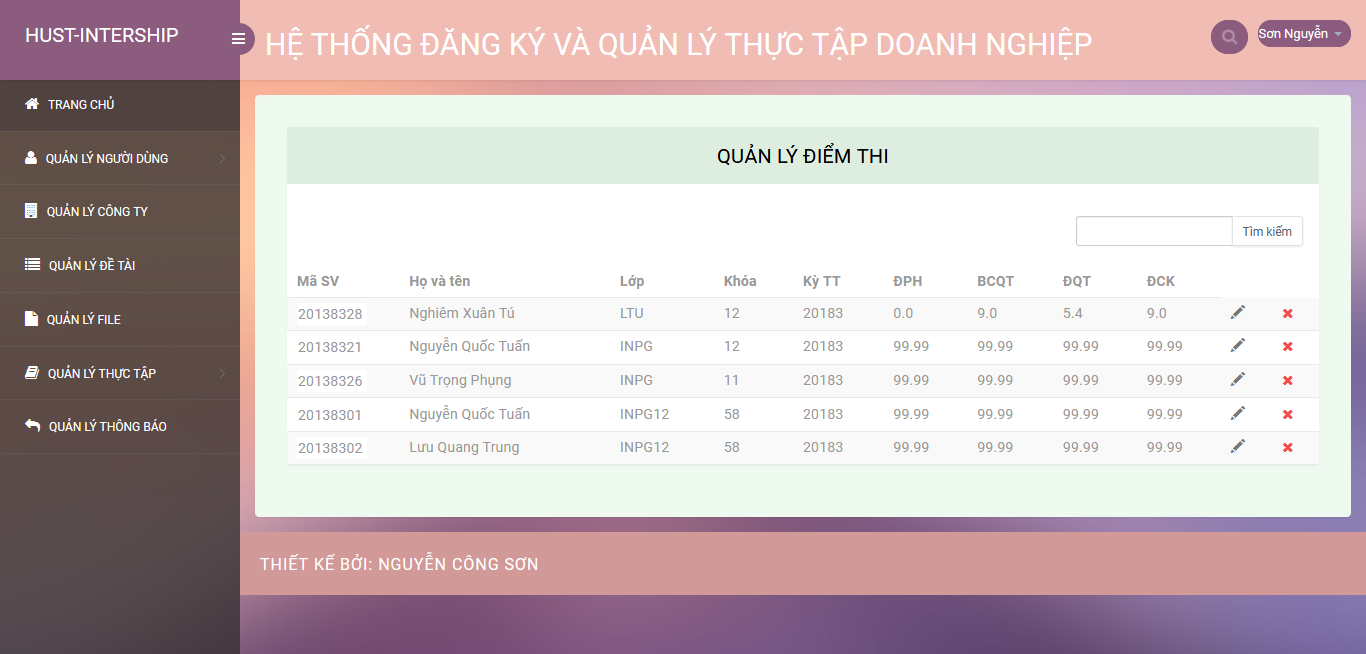 HUST-INTERSHIP
HỆ THỐNG ĐĂNG KÝ VÀ QUẢN LÝ THỰC TẬP DOANH NGHIỆP
Sơn Nguyễn
TRANG CHỦ
QUẢN LÝ NGƯỜI DÙNG
QUẢN LÝ CÔNG TY
QUẢN LÝ ĐỀ TÀI
QUẢN LÝ FILE
QUẢN LÝ THỰC TẬP
QUẢN LÝ THÔNG BÁO
QUẢN LÝ ĐIỂM THI
Tìm kiếm
Mã SV Họ và tên Lớp Khóa Kỳ TT ĐPH BCQT ĐQT ĐCK
20138328 Nghiêm Xuân Tú LTU 12 20183 0.0 9.0 5.4 9.0
20138321 Nguyễn Quốc Tuấn INPG 12 20183 99.99 99.99 99.99 99.99
20138326 Vũ Trọng Phụng INPG 11 20183 99.99 99.99 99.99 99.99
20138301 Nguyễn Quốc Tuấn INPG12 58 20183 99.99 99.99 99.99 99.99
20138302 Lưu Quang Trung INPG12 58 20183 99.99 99.99 99.99 99.99
THIẾT KẾ BỞI: NGUYỄN CÔNG SƠN